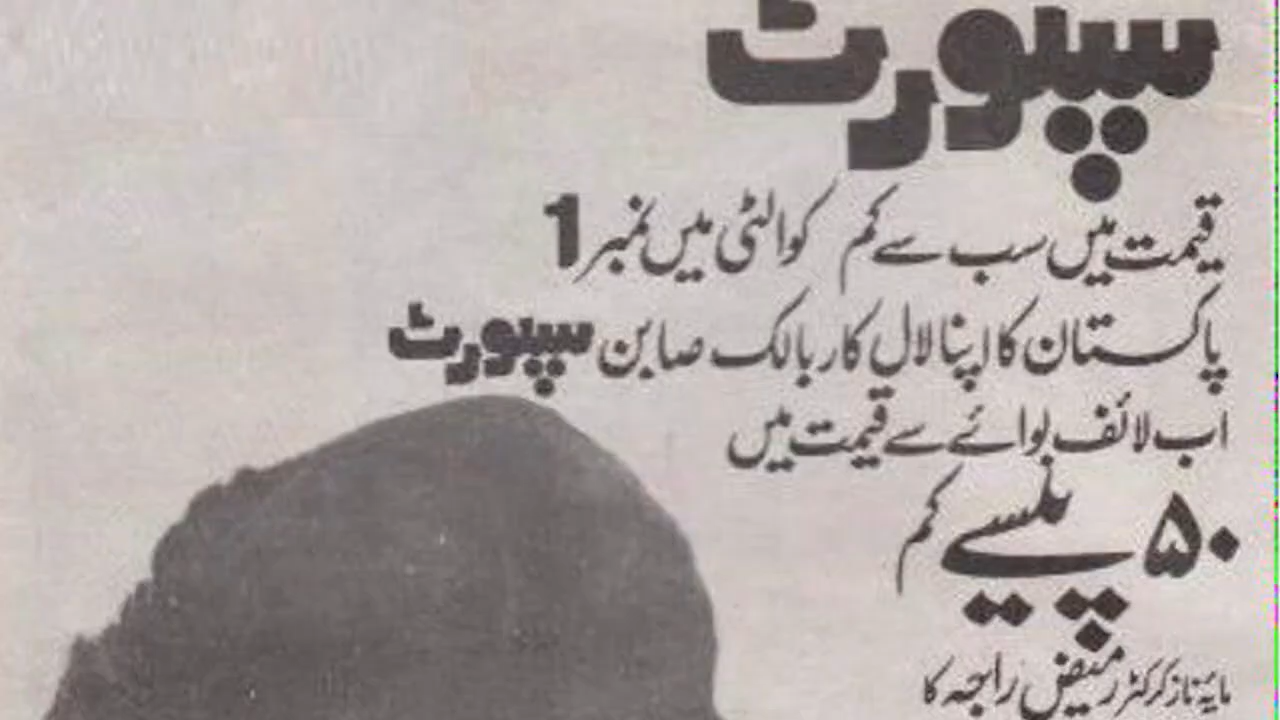 سپورٹ
قیمت میں سب سے کم کوالٹی میں نمبر 1
پاکستان کا اپنا لال کاربالک صابن سپورٹ
اب لائف بوائے سے قیمت میں
۵۰ پیسے کم
مایہ ناز کرکٹر رمیض راجہ کا